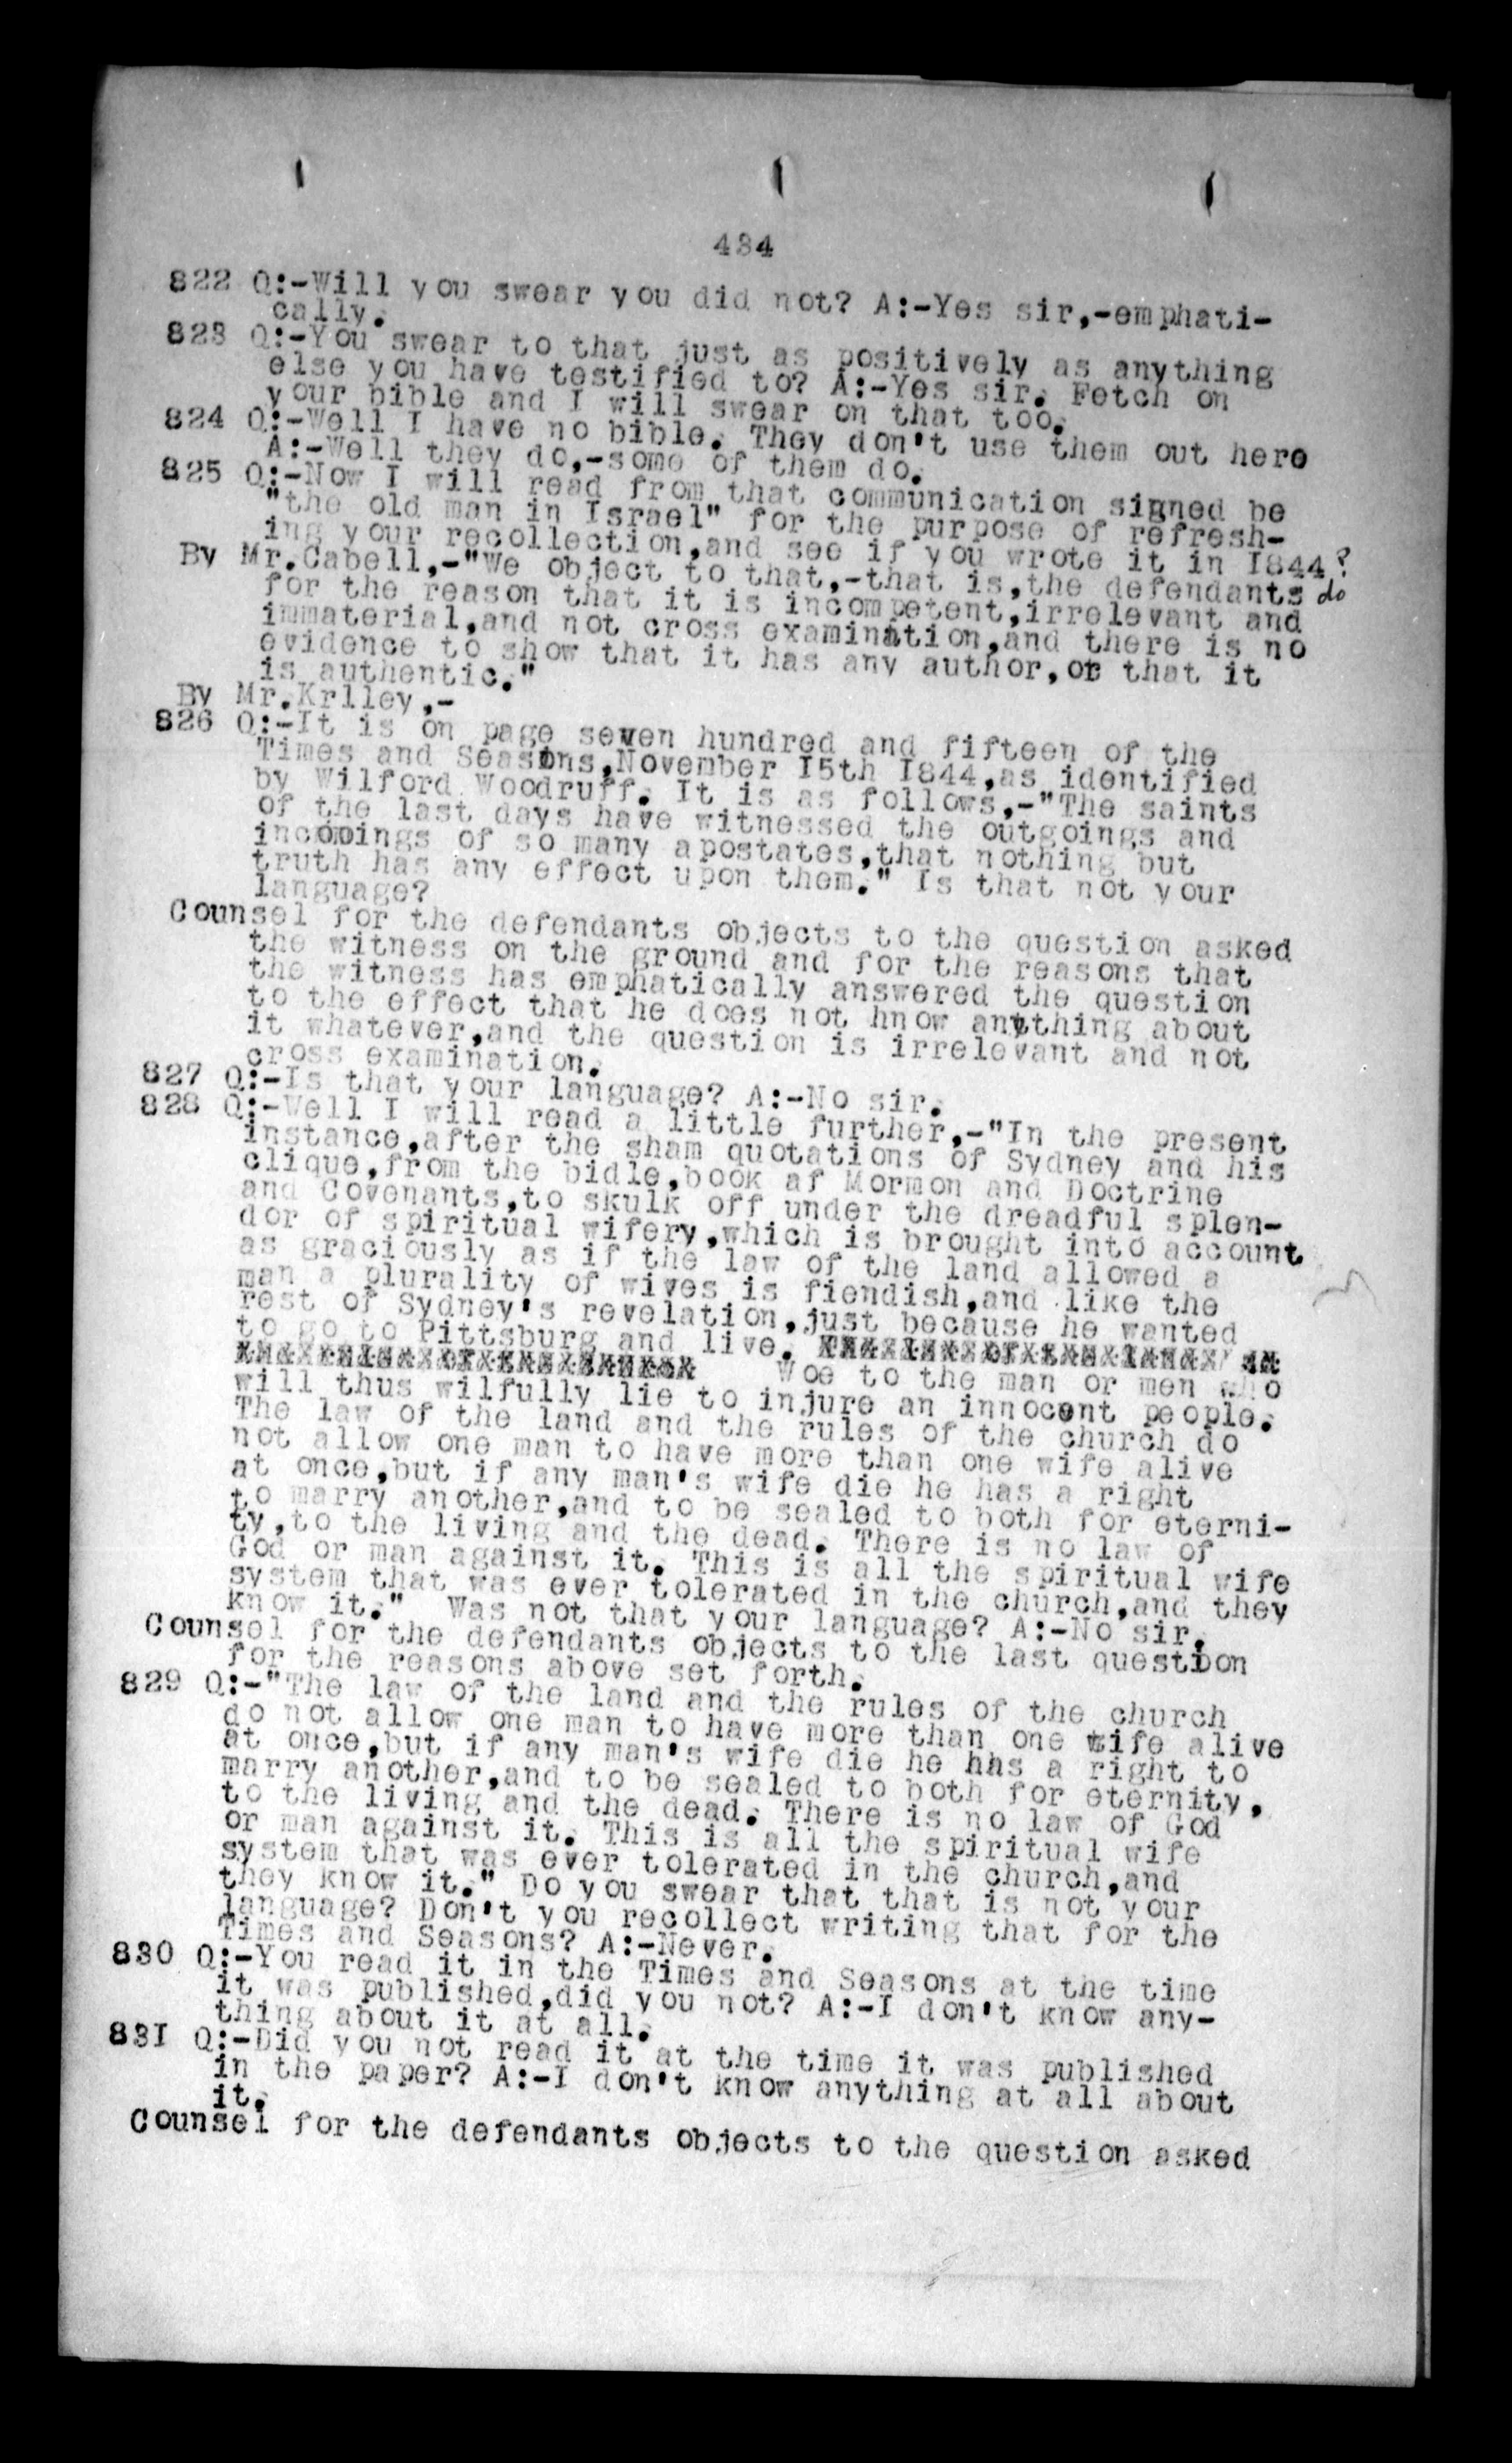 484
822 Q:-Will you swear you did not? A:-Yes sir,-emphati-
cally.
823 Q:-You swear to that just as positively as anything
else you have testified to? A:-Yes sir. Fetch on
your bible and I will swear on that too.
824 Q:-Well I have no bible. They don't use them out here
A:-Well they do,-some of them do.
825 Q:-Now I will read from that communication signed be
"the old man in Israel" for the purpose of refresh-
ing your recollection,and see if you wrote it in I844?
By Mr.Cabell,-"We object to that,-that is,the defendants do
for the reason that it is incompetent,irrelevant and
immaterial,and not cross examination,and there is no
evidence to show that it has any author,or that it
is authentic."
By Mr.Krlley,-
826 Q:-It is on page seven hundred and fifteen of the
Times and Seasons,November I5th I844,as identified
by Wilford Woodruff. It is as follows,-"The saints
of the last days have witnessed the outgoings and
incomings of so many apostates,that nothing but
truth has any effect upon them." Is that not your
language?
Counsel for the defendants objects to the question asked
the witness on the ground and for the reasons that
the witness has emphatically answered the question
to the effect that he does not hnow anything about
it whatever,and the question is irrelevant and not
cross examination.
827 Q:-Is that your language? A:-No sir.
828 Q:-Well I will read a little further,-"In the present
instance,after the sham quotations of Sydney and his
clique,from the bidle,book af Mormon and Doctrine
and Covenants,to skulk off under the dreadful splen-
dor of spiritual wifery,which is brought into account
as graciously as if the law of the land allowed a
man a plurality of wives is fiendish,and like the
rest of Sydney's revelation,just because he wanted
to go to Pittsburg and live.
Woe to the man or men who
will thus wilfully lie to injure an innocent people.
The law of the land and the rules of the church do
not allow one man to have more than one wife alive
at once,but if any man's wife die he has a right
to marry another,and to be sealed to both for eterni-
ty,to the living and the dead. There is no law of
God or man against it. This is all the spiritual wife
system that was ever tolerated in the church,and they
know it." Was not that your language? A:-No sir.
Counsel for the defendants objects to the last question
for the reasons above set forth.
829 Q:-"The law of the land and the rules of the church
do not allow one man to have more than one wife alive
at once,but if any man's wife die he has a right to
marry another,and to be sealed to both for eternity,
to the living and the dead. There is no law of God
or man against it. This is all the spiritual wife
system that was ever tolerated in the church,and
they know it." Do you swear that that is not your
language? Don't you recollect writing that for the
Times and Seasons? A:-Never.
830 Q:-You read it in the Times and Seasons at the time
it was published,did you not? A:-I don't know any-
thing about it at all.
83I Q:-Did you not read it at the time it was published
in the paper? A:-I don't know anything at all about
it.
Counsel for the defendants objects to the question asked